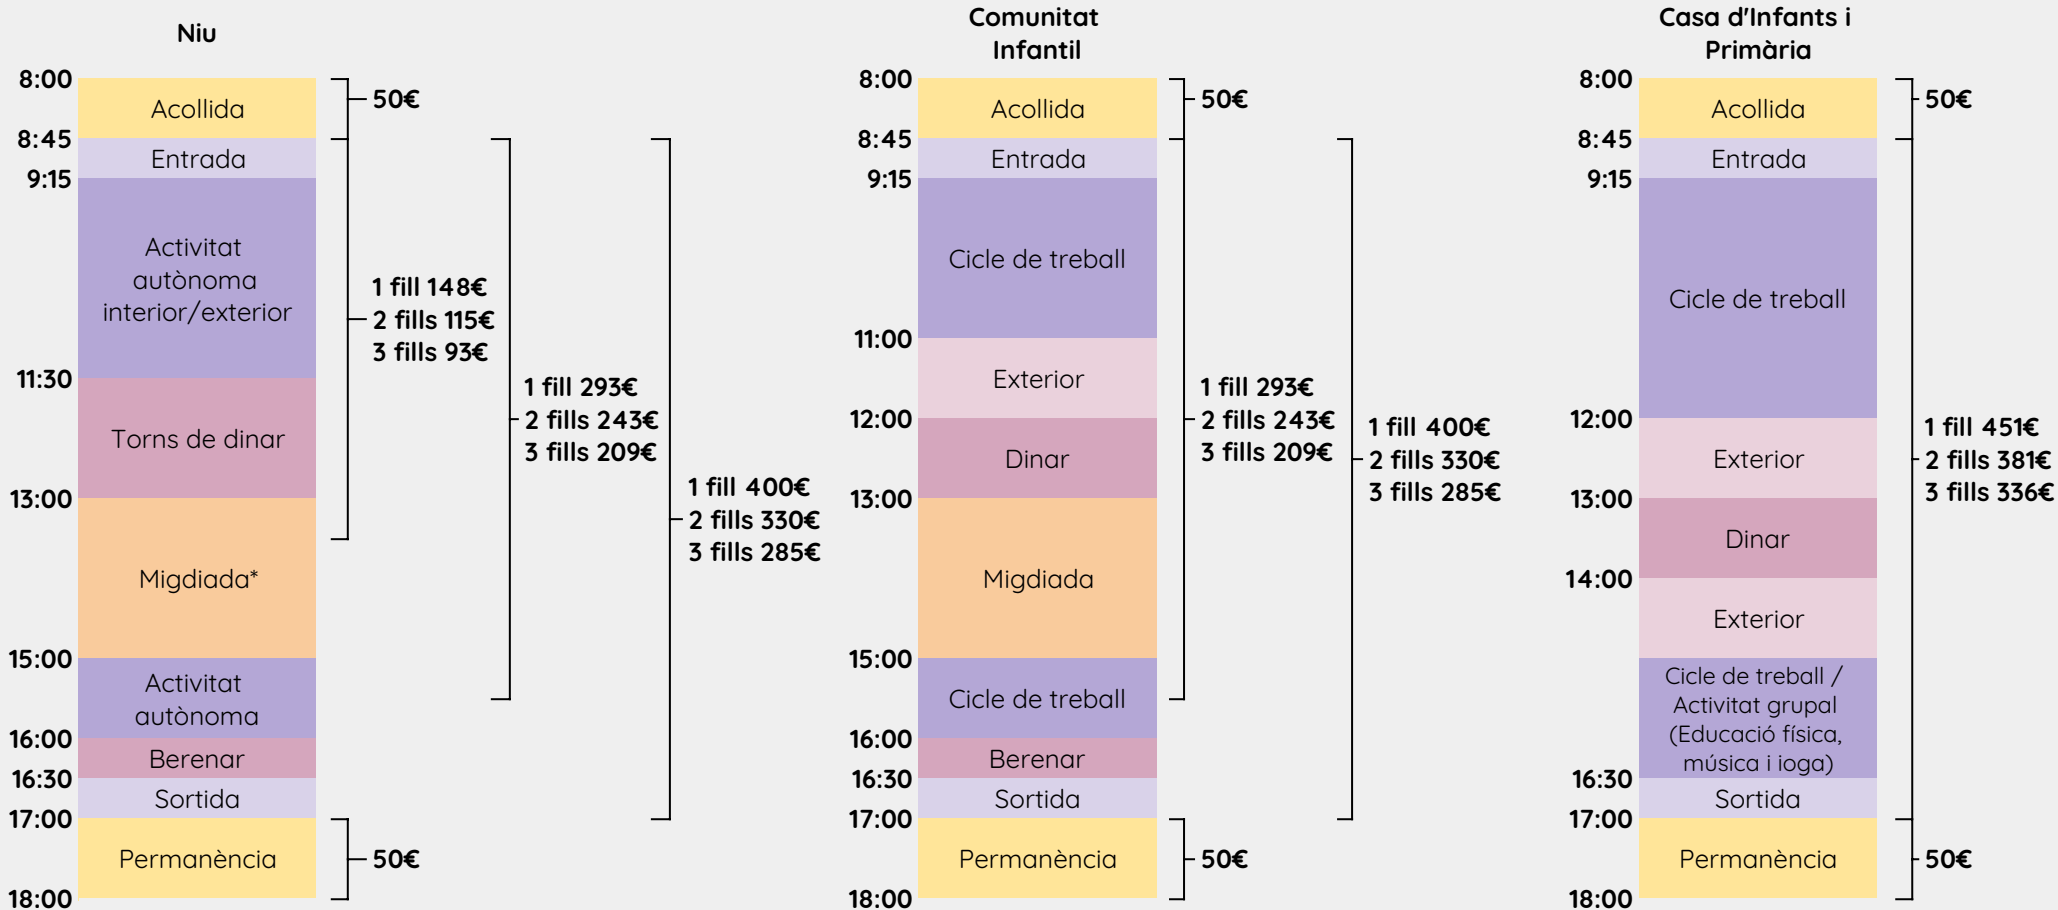 Niu
8:00
Acollida
8:45
Entrada
9:15
Activitat
autònoma
interior/exterior
11:30
Torns de dinar
13:00
Migdiada*
15:00
Activitat
autònoma
16:00
Berenar
16:30
Sortida
17:00
Permanència
18:00
50€
1 fill 148€
2 fills 115€
3 fills 93€
1 fill 293€
2 fills 243€
3 fills 209€
1 fill 400€
2 fills 330€
3 fills 285€
50€
Comunitat
Infantil
8:00
Acollida
8:45
Entrada
9:15
Cicle de treball
11:00
Exterior
12:00
Dinar
13:00
Migdiada
15:00
Cicle de treball
16:00
Berenar
16:30
Sortida
17:00
Permanència
18:00
50€
1 fill 293€
2 fills 243€
3 fills 209€
1 fill 400€
2 fills 330€
3 fills 285€
50€
Casa d'Infants i
Primària
8:00
Acollida
8:45
Entrada
9:15
Cicle de treball
12:00
Exterior
13:00
Dinar
14:00
Exterior
Cicle de treball /
Activitat grupal
(Educació física,
música i ioga)
16:30
Sortida
17:00
Permanència
18:00
50€
1 fill 451€
2 fills 381€
3 fills 336€
50€